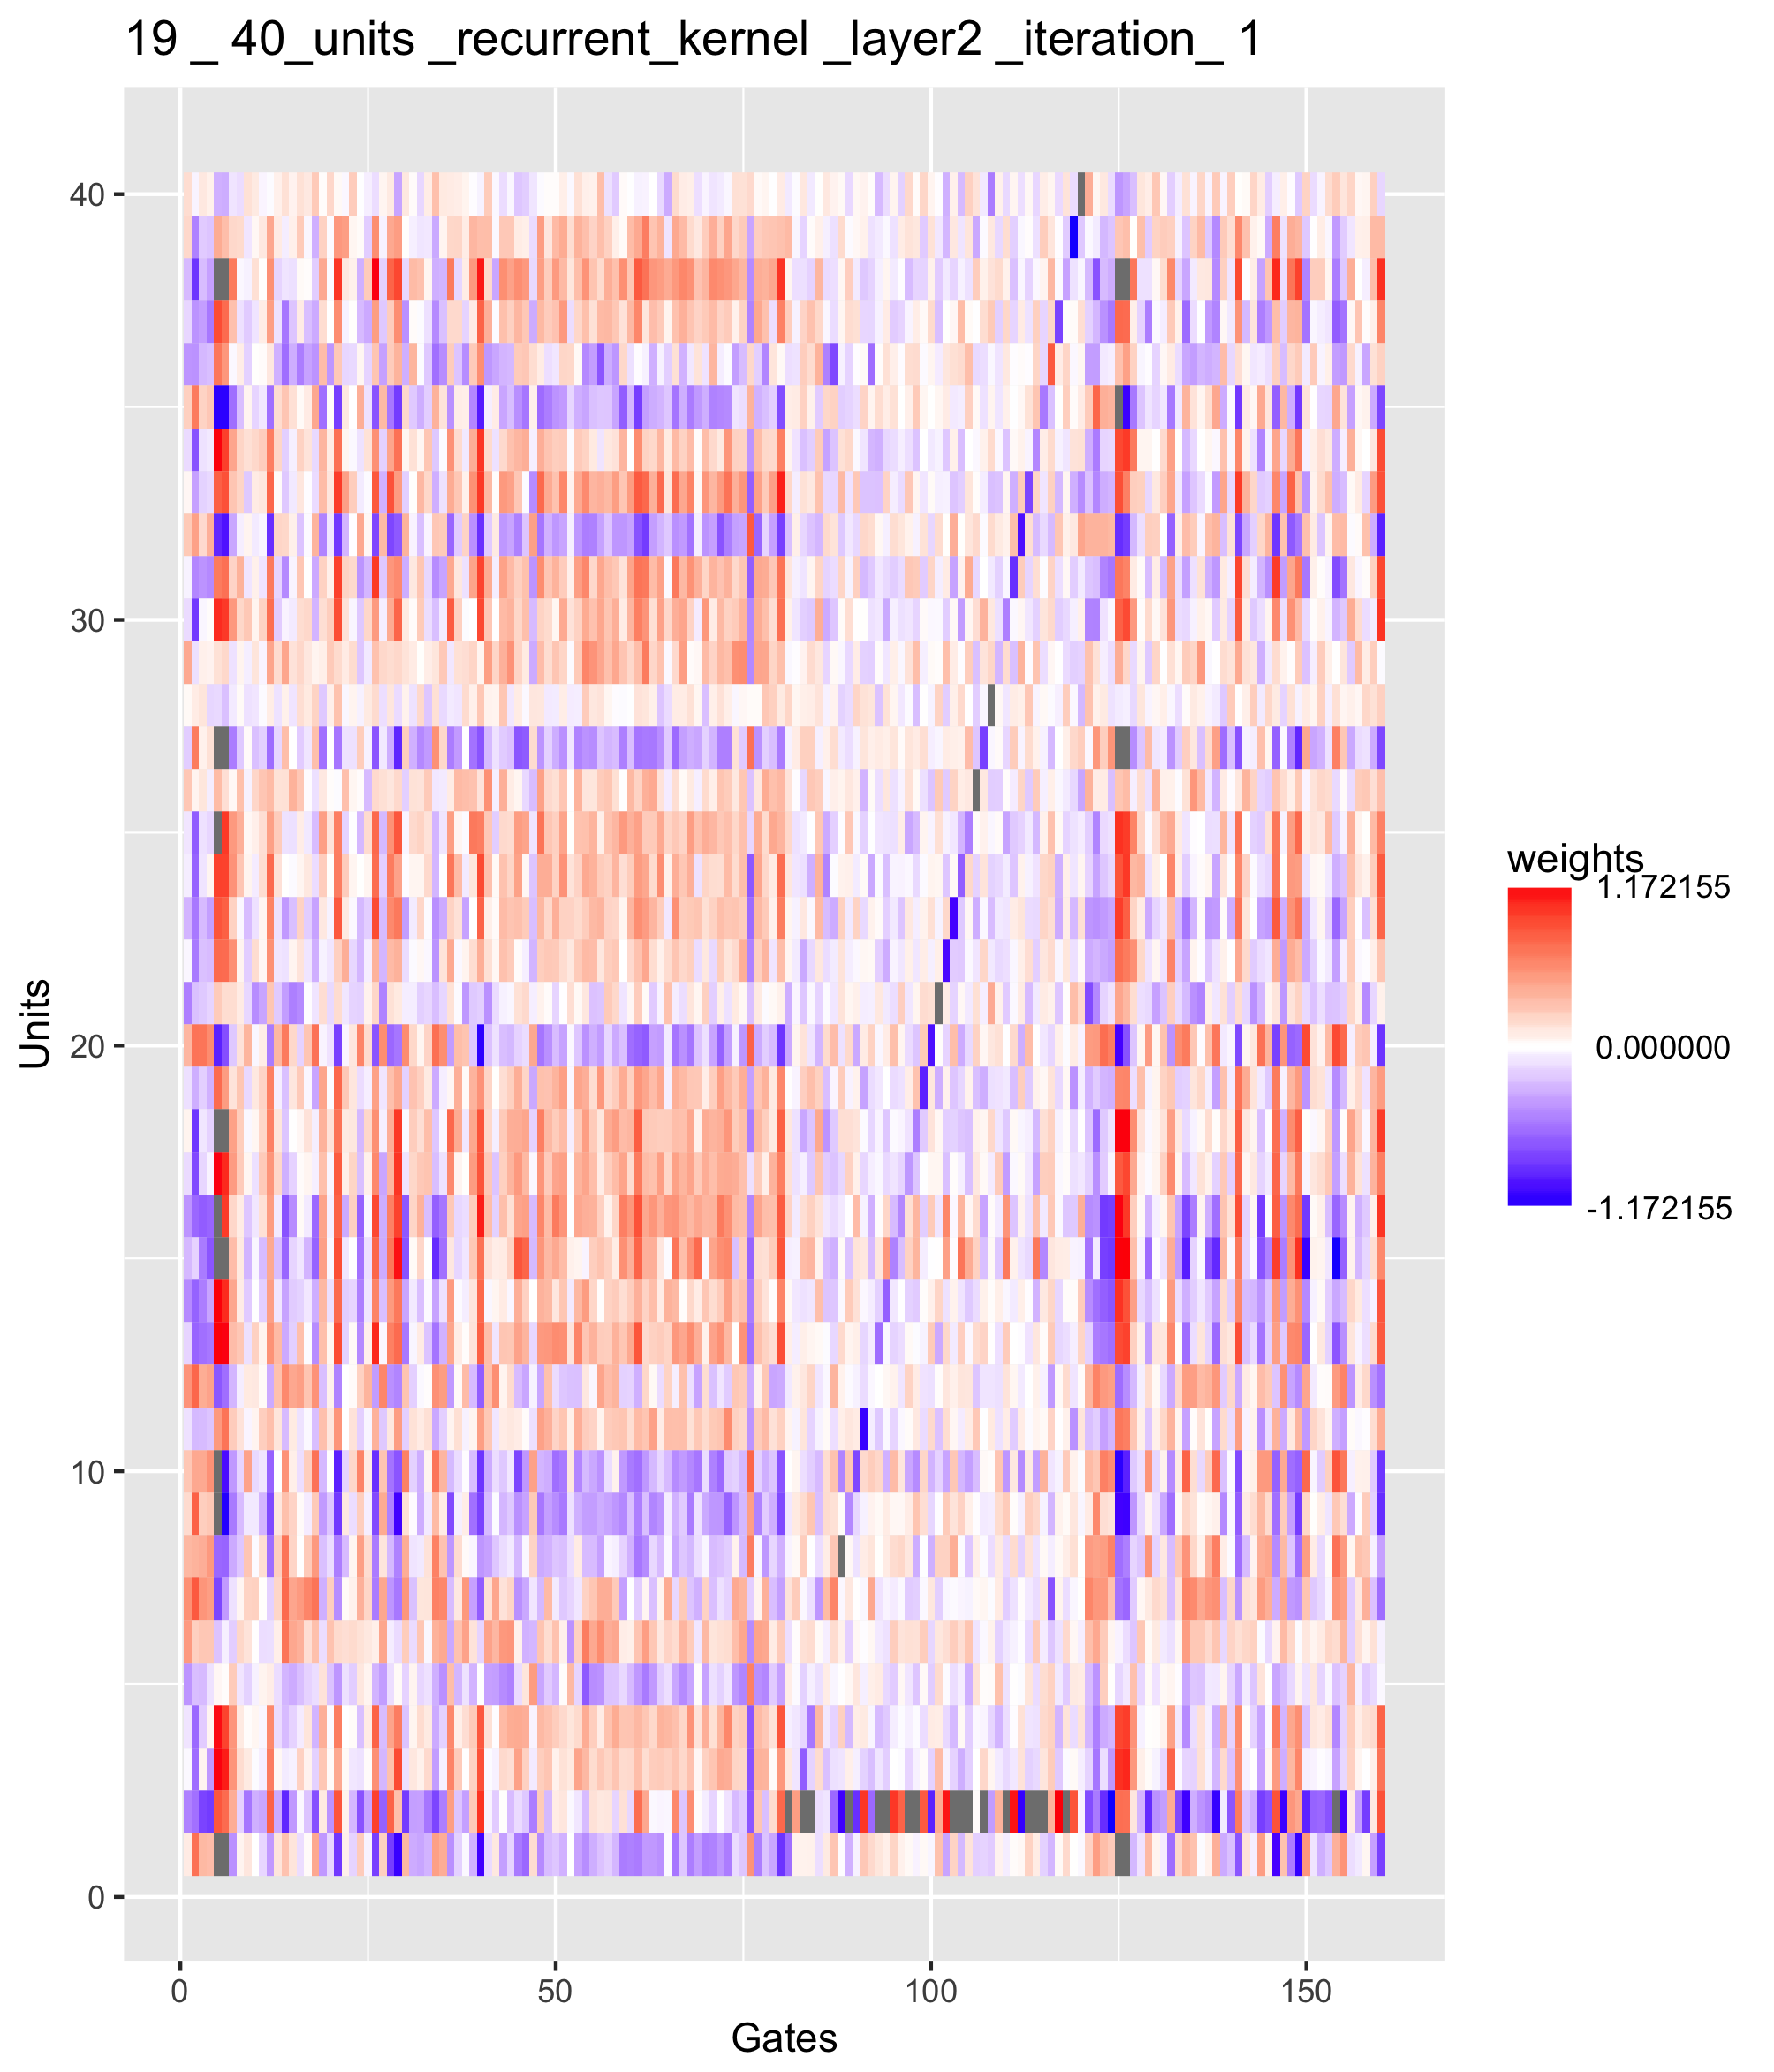 19 _ 40_units _recurrent_kernel _layer2 _iteration_ 1
40
30
20
10
0
0 50 100 150
Units
Gates
weights
1.172155
0.000000
-1.172155